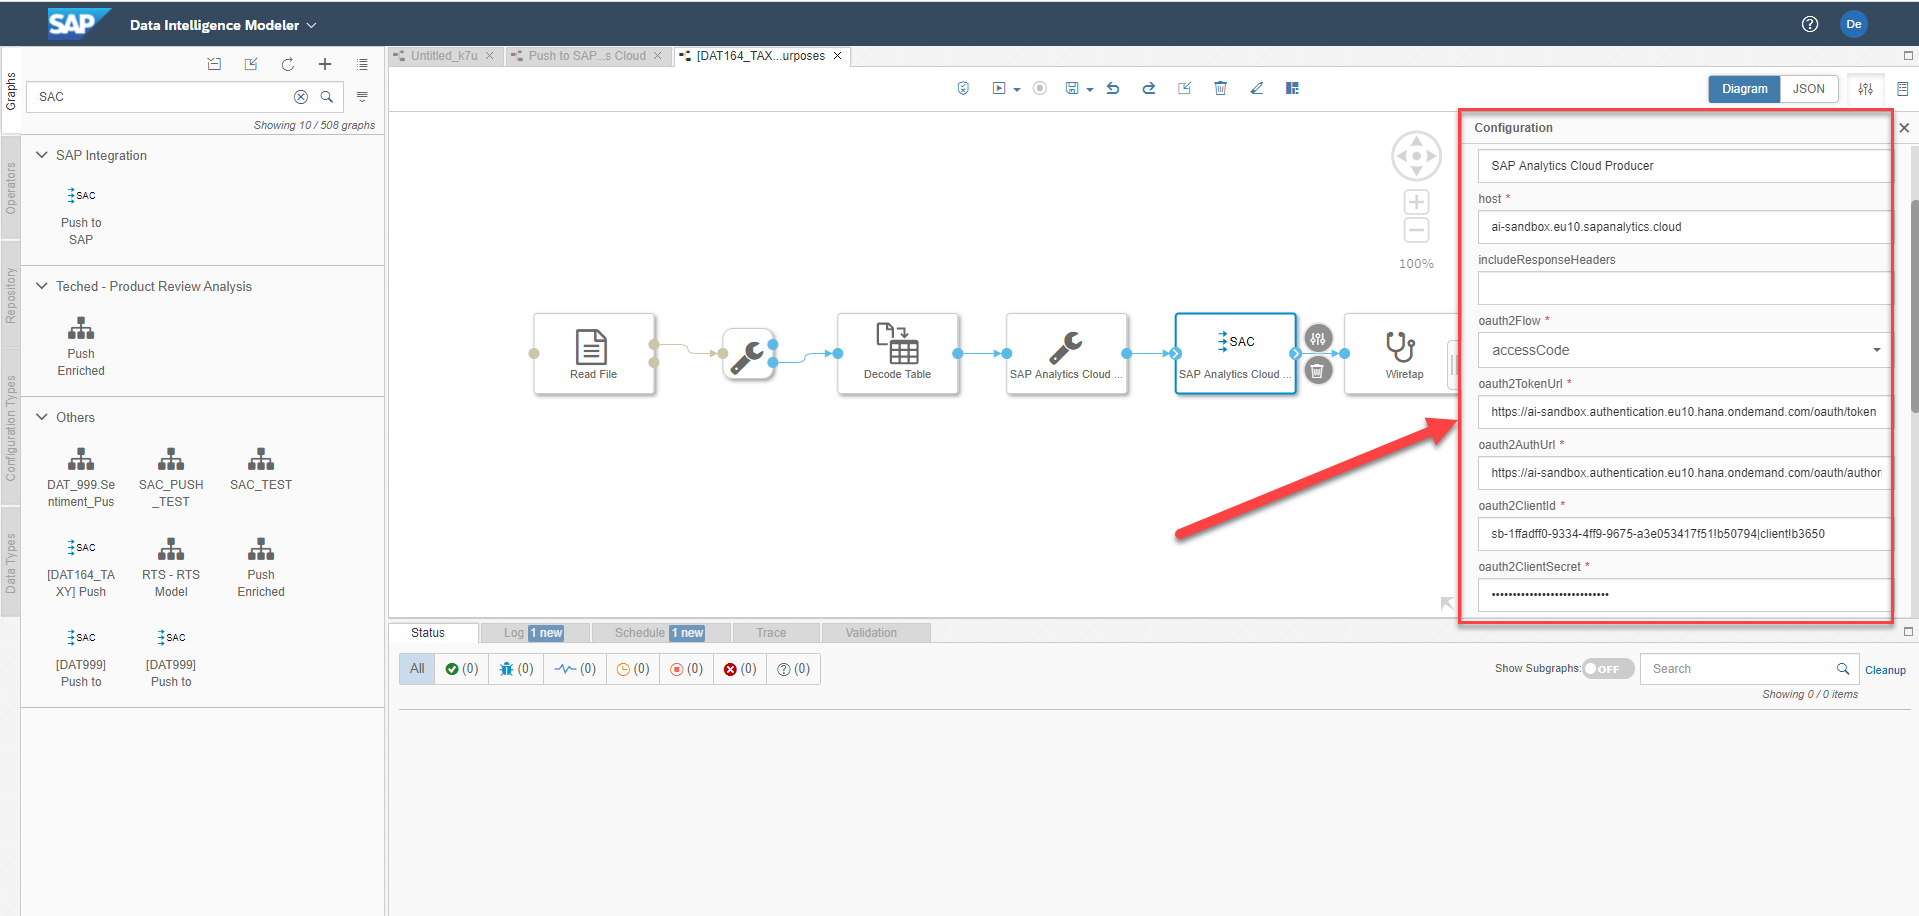 SAP Data Intelligence Modeler De
Graphs
Operators
Repository
Configuration Types
Data Types
SAC
Showing 10 / 508 graphs
SAP Integration
SAC
Push to
SAP
Teched - Product Review Analysis
Push
Enriched
Others
DAT_999.Se
ntiment_Pus
SAC_PUSH
_TEST
SAC_TEST
SAC
[DAT164_TA
XY] Push
RTS - RTS
Model
Push
Enriched
SAC
[DAT999]
Push to
SAC
[DAT999]
Push to
Untitled_k7u
Push to SAP...s Cloud
[DAT164_TAX...urposes
Diagram JSON
100%
Read File
Decode Table
SAP Analytics Cloud ...
SAC
SAP Analytics Cloud ...
Wiretap
Configuration
SAP Analytics Cloud Producer
host *
ai-sandbox.eu10.sapanalytics.cloud
includeResponseHeaders
oauth2Flow *
accessCode
oauth2TokenUrl *
https://ai-sandbox.authentication.eu10.hana.ondemand.com/oauth/token
oauth2AuthUrl *
https://ai-sandbox.authentication.eu10.hana.ondemand.com/oauth/author
oauth2ClientId *
sb-1ffadff0-9334-4ff9-9675-a3e053417f51!b50794|client!b3650
oauth2ClientSecret *
••••••••••••••••••••••••••••
Status Log 1 new Schedule 1 new Trace Validation
All (0) (0) (0) (0) (0) (0) (0)
Show Subgraphs: OFF Search Cleanup
Showing 0 / 0 items